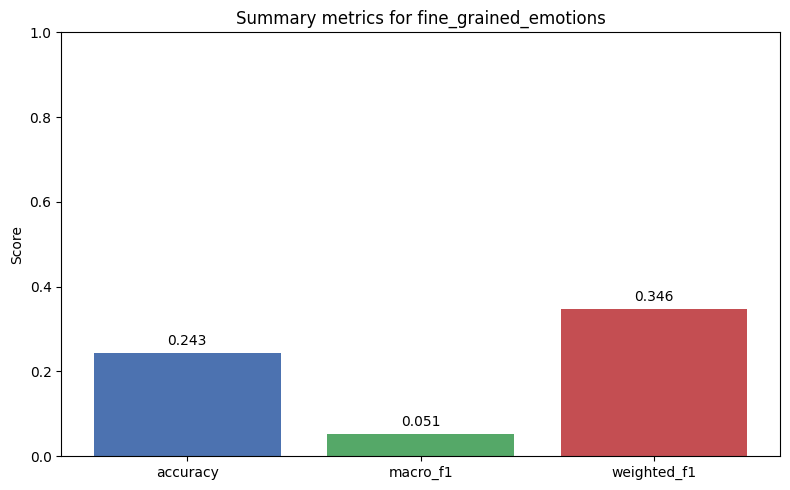 Summary metrics for fine_grained_emotions
1.0
0.8
0.6
0.4
0.2
0.0
Score
0.243
0.051
0.346
accuracy
macro_f1
weighted_f1